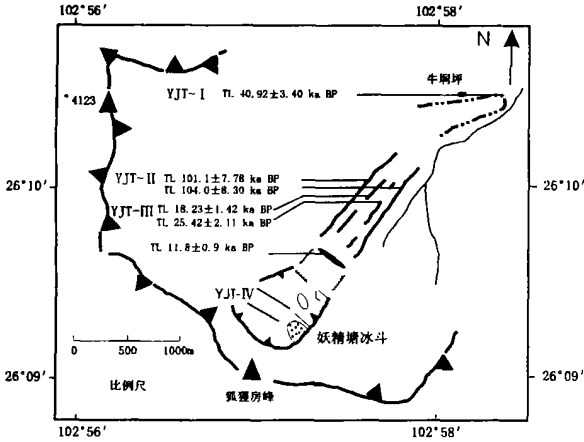 102°56′
102°58′
N
牛垌坪
YJT~Ⅰ TL 40.92±3.40 ka BP
4123
YJT~Ⅱ TL 101.1±7.78 ka BP
TL 104.0±8.30 ka BP
26°10′
26°10′
YJT-Ⅲ TL 18.23±1.42 ka BP
TL 25.42±2.11 ka BP
TL 11.8±0.9 ka BP
YJT-Ⅳ
妖精塘冰斗
0 500 1000m
26°09′
26°09′
比例尺
狐狸房峰
102°56′
102°58′